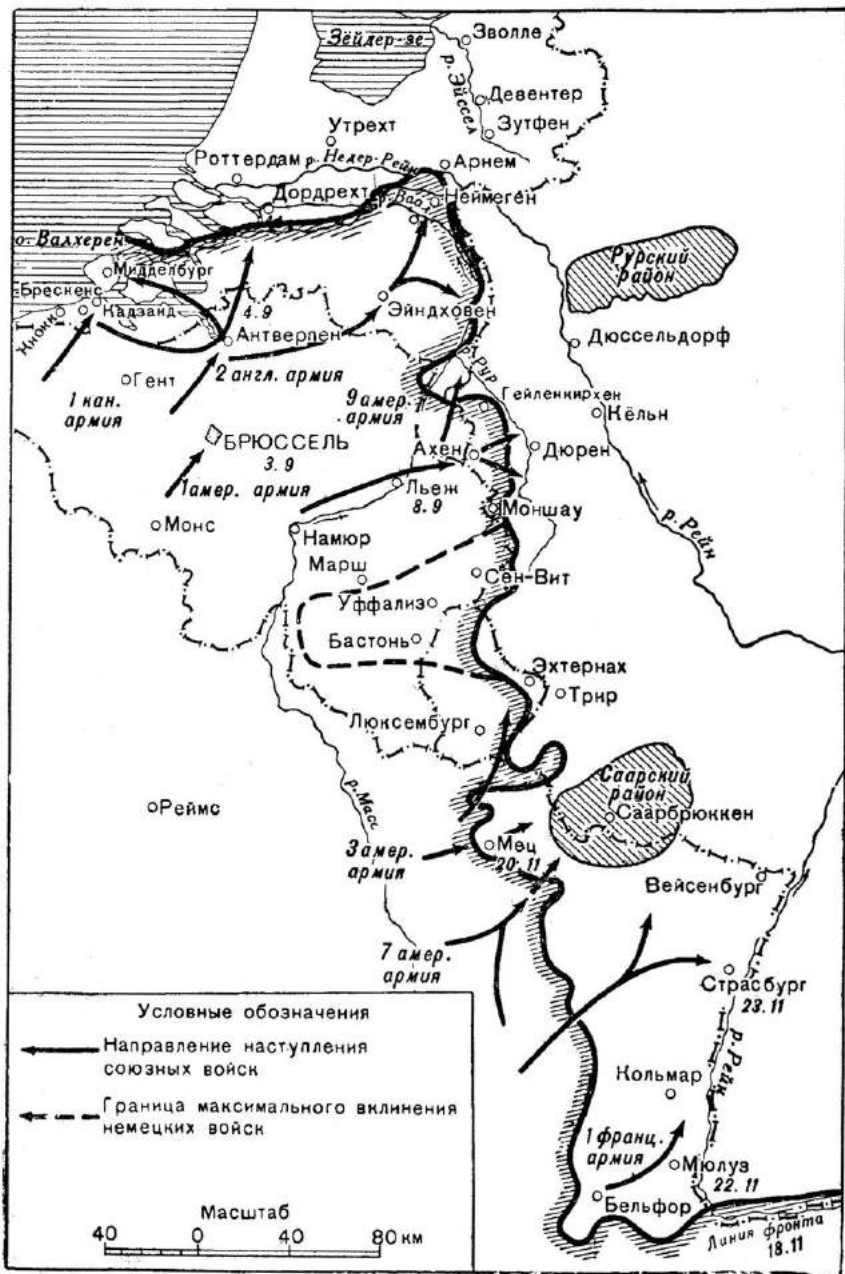 Зейдер-зе
Зволле
р. Эйссел
Девентер
Зутфен
Утрехт
Роттердам
р. Недер-Рейн
Арнем
Дордрехт
р. Ваал
Неймеген
о. Валхерен
Мидделбург
Рурский
район
Брескенс
Кадзанд
Кнокк
4.9
Антверпен
Эйндховен
Дюссельдорф
Гент
2 англ. армия
р. Рур
1 кан.
армия
9 амер.
армия
Гейленкирхен
Кёльн
БРЮССЕЛЬ
3.9
Ахен
Дюрен
1 амер. армия
Льеж
8.9
Моншау
р. Рейн
Монс
Намюр
Марш
Сен-Вит
Уффализ
Бастонь
Эхтернах
Трир
Люксембург
р. Маас
Саарский
район
Реймс
Саарбрюккен
3 амер.
армия
Мец
20.11
Вейсенбург
7 амер.
армия
Страсбург
23.11
р. Рейн
Кольмар
1 франц.
армия
Мюлуз
22.11
Бельфор
Линия фронта
18.11
Условные обозначения
Направление наступления
союзных войск
Граница максимального вклинения
немецких войск
Масштаб
40 0 40 80 км